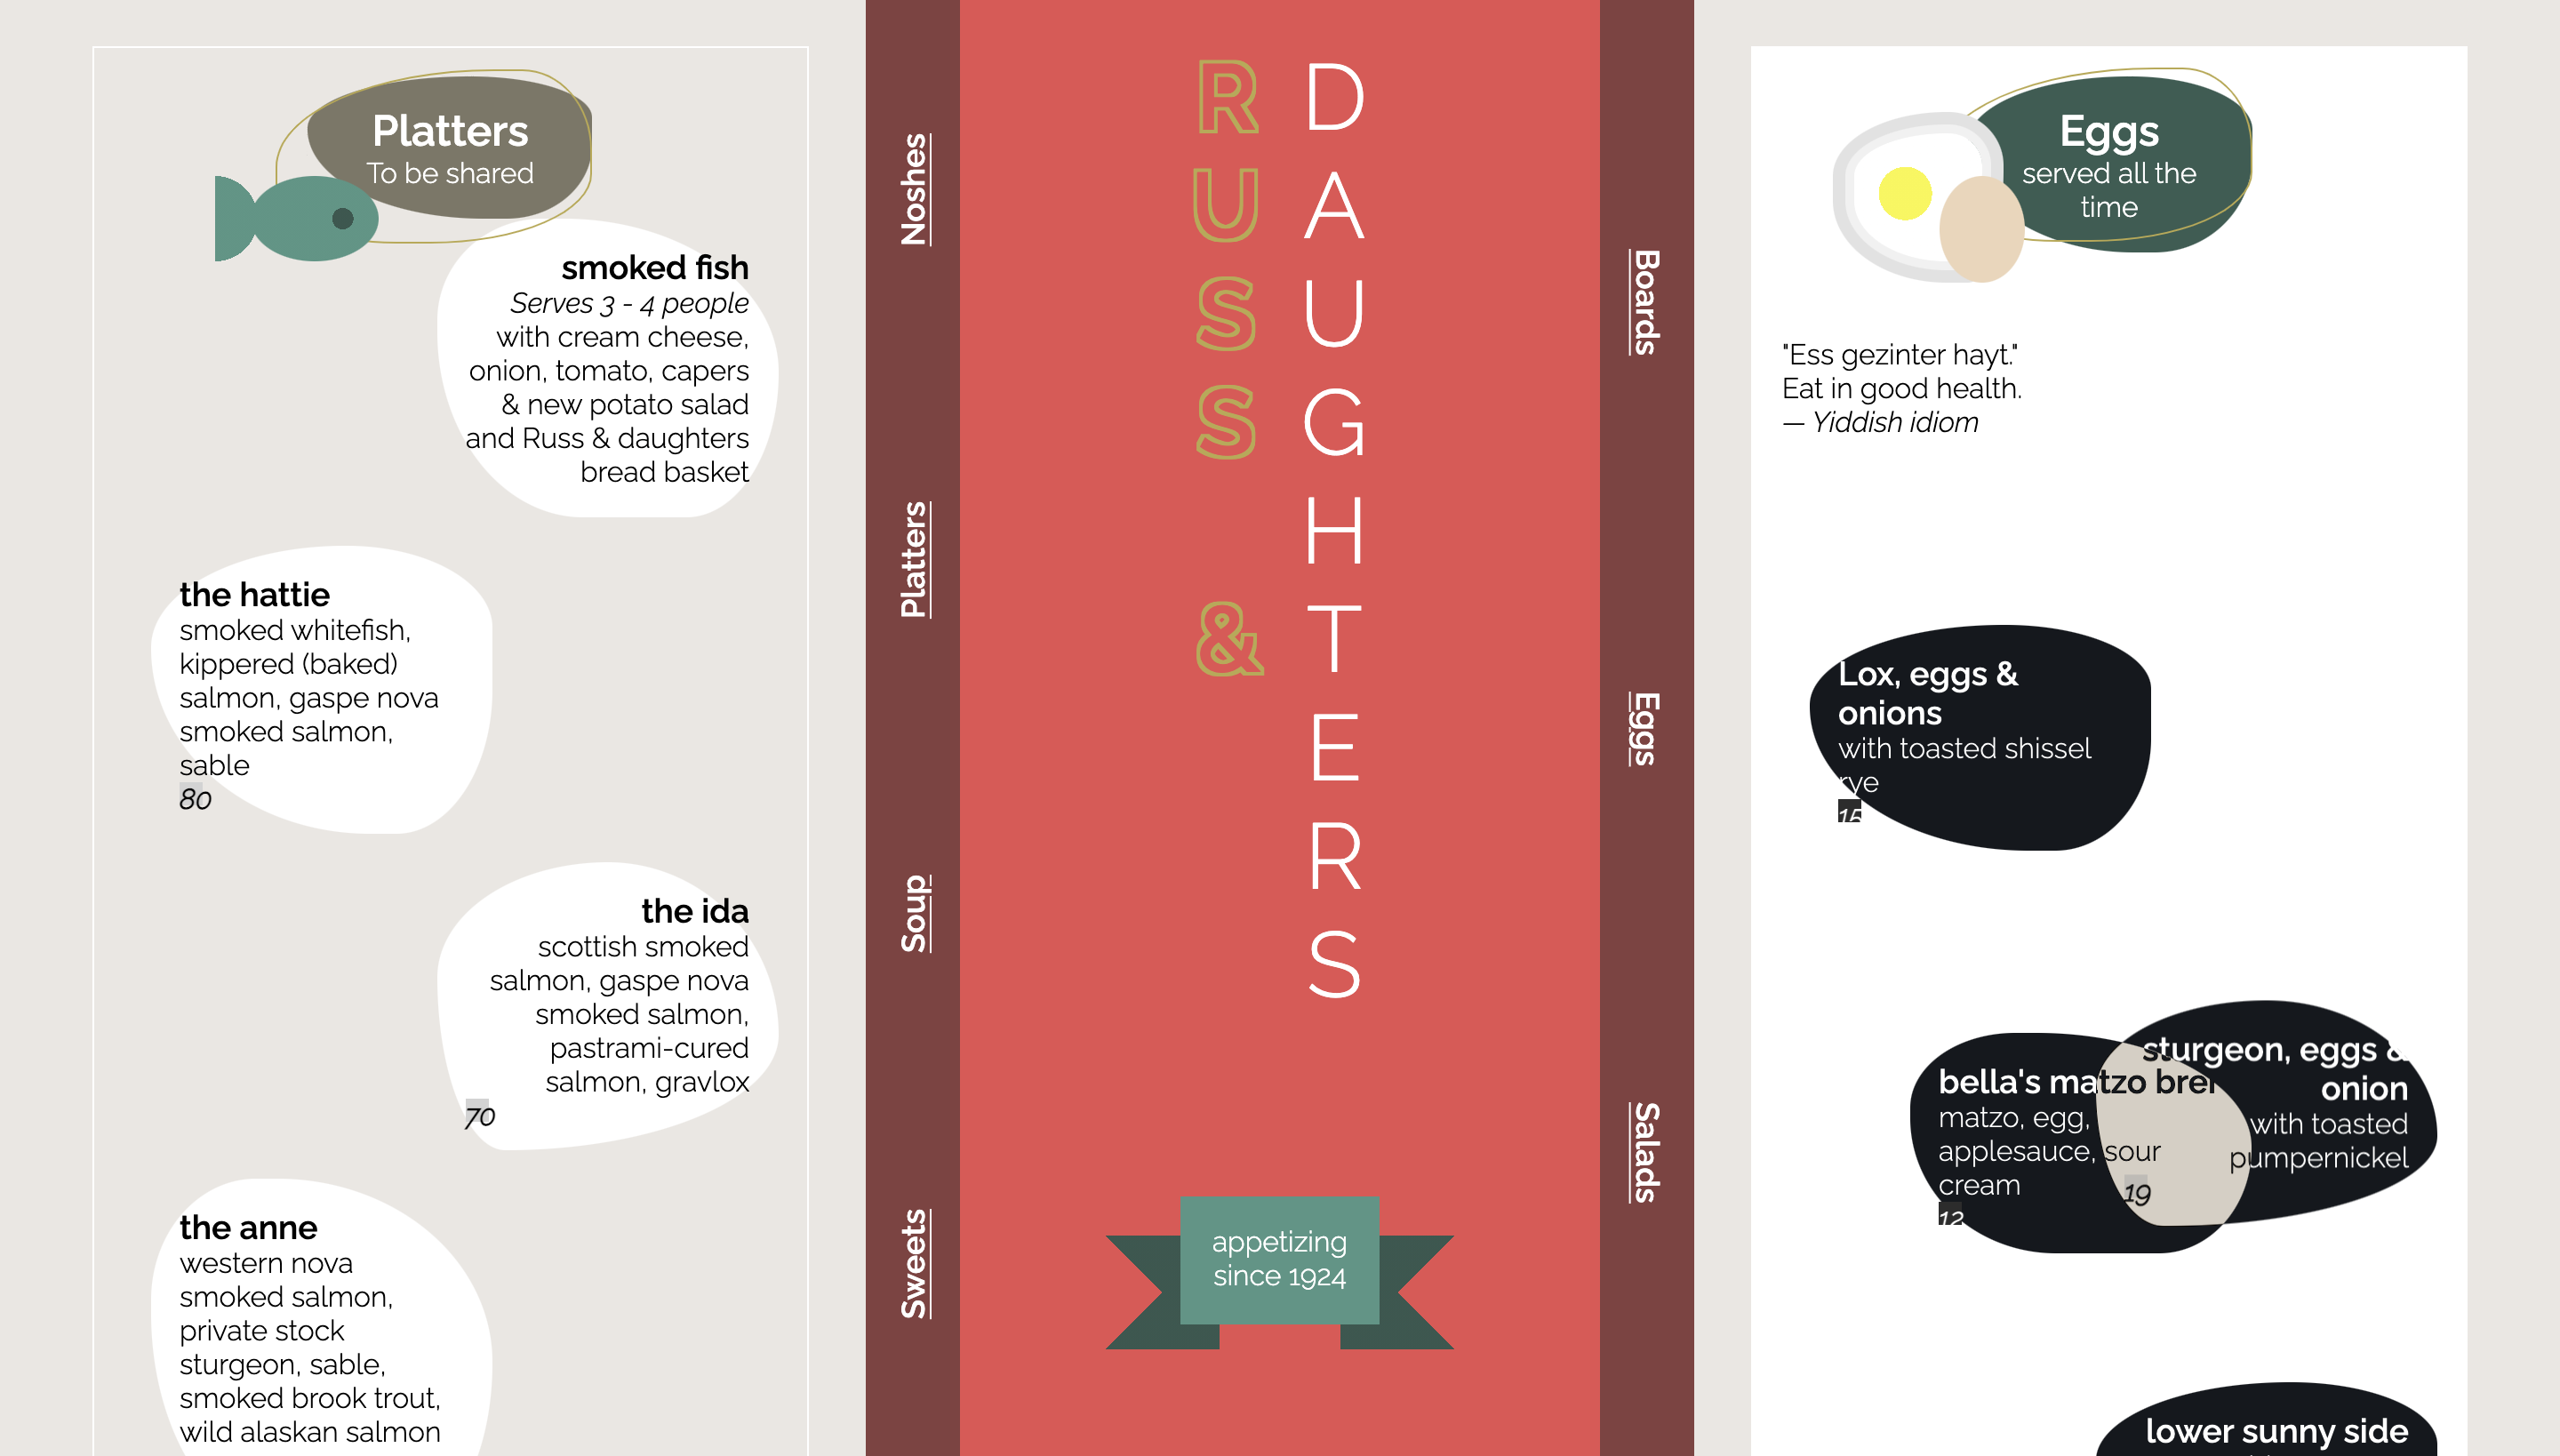 Platters
To be shared
smoked fish
Serves 3 - 4 people
with cream cheese,
onion, tomato, capers
& new potato salad
and Russ & daughters
bread basket
the hattie
smoked whitefish,
kippered (baked)
salmon, gaspe nova
smoked salmon,
sable
80
the ida
scottish smoked
salmon, gaspe nova
smoked salmon,
pastrami-cured
salmon, gravlox
70
the anne
western nova
smoked salmon,
private stock
sturgeon, sable,
smoked brook trout,
wild alaskan salmon
Noshes
Platters
Soup
Sweets
RUSS &
DAUGHTERS
appetizing
since 1924
Boards
Eggs
Salads
Eggs
served all the
time
"Ess gezinter hayt."
Eat in good health.
— Yiddish idiom
Lox, eggs &
onions
with toasted shissel
rye
15
bella's matzo brei
matzo, egg,
applesauce, sour
cream
12
sturgeon, eggs &
onion
with toasted
pumpernickel
19
lower sunny side